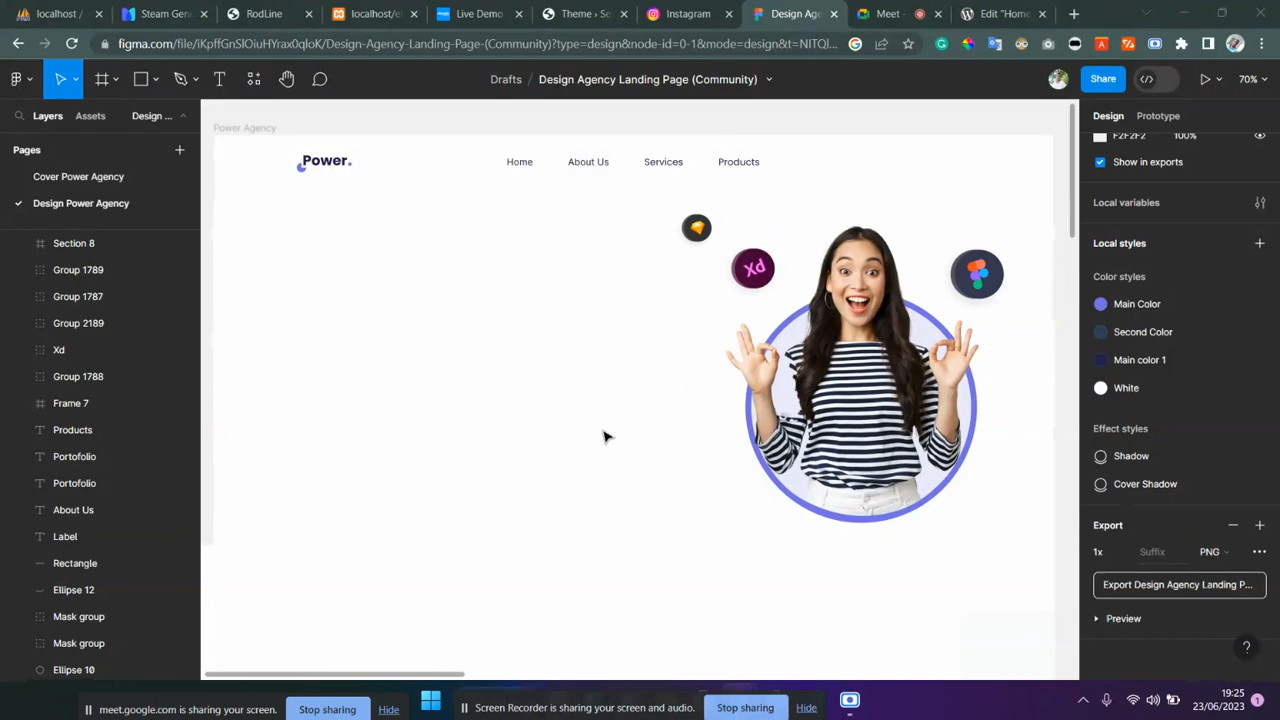 localhost /
Steam Gen
RodLine
localhost/e
Live Demo
Theme › Se
Instagram
Design Age
Meet -
Edit "Home
figma.com/file/iKpffGnSlOiuHYrax0qloK/Design-Agency-Landing-Page-(Community)?type=design&node-id=0-1&mode=design&t=NITQL...
Drafts
Design Agency Landing Page (Community)
Share
70%
Layers
Assets
Design ...
Pages
Cover Power Agency
Design Power Agency
Section 8
Group 1789
Group 1787
Group 2189
Xd
Group 1788
Frame 7
Products
Portofolio
Portofolio
About Us
Label
Rectangle
Ellipse 12
Mask group
Mask group
Ellipse 10
Power Agency
Power.
Home
About Us
Services
Products
Xd
Design
Prototype
F2F2F2
100%
Show in exports
Local variables
Local styles
Color styles
Main Color
Second Color
Main color 1
White
Effect styles
Shadow
Cover Shadow
Export
1x
Suffix
PNG
Export Design Agency Landing P...
Preview
?
meet.google.com is sharing your screen.
Stop sharing
Hide
Screen Recorder is sharing your screen and audio.
Stop sharing
Hide
19:25
23/06/2023
1